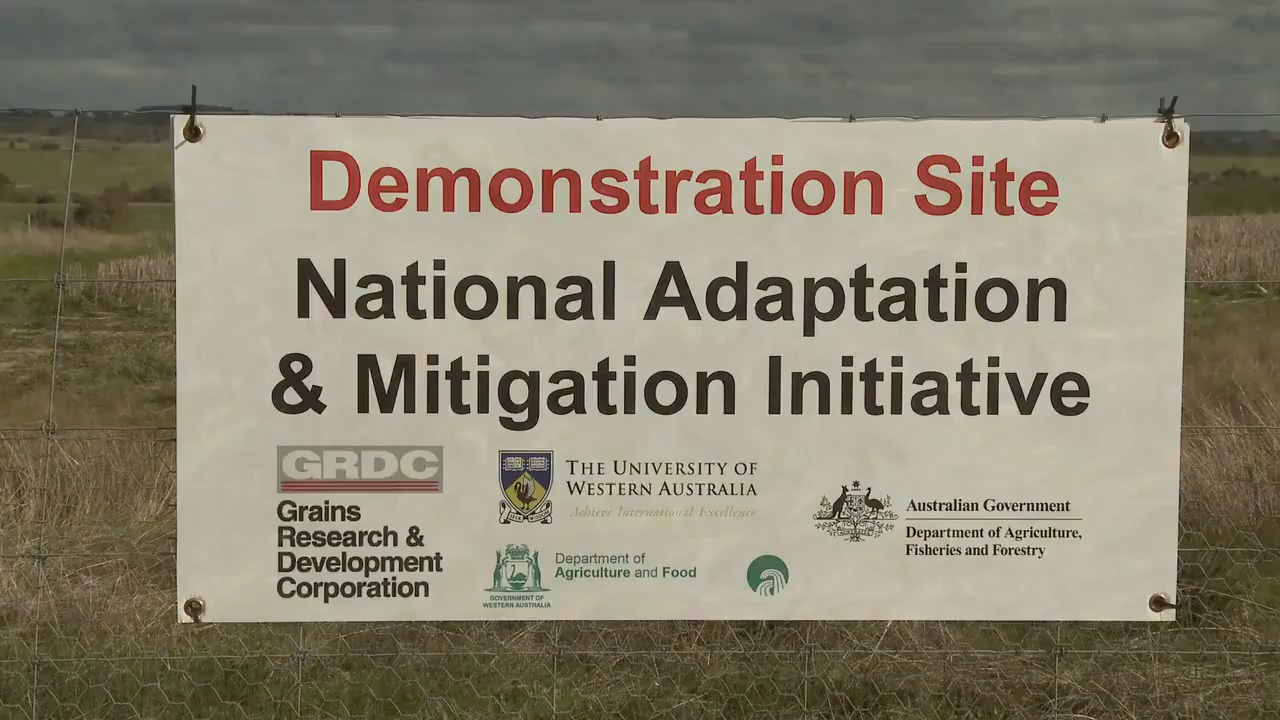 Demonstration Site
National Adaptation
& Mitigation Initiative
GRDC
Grains
Research &
Development
Corporation
THE UNIVERSITY OF
WESTERN AUSTRALIA
Achieve International Excellence
GOVERNMENT OF
WESTERN AUSTRALIA
Department of
Agriculture and Food
Australian Government
Department of Agriculture,
Fisheries and Forestry